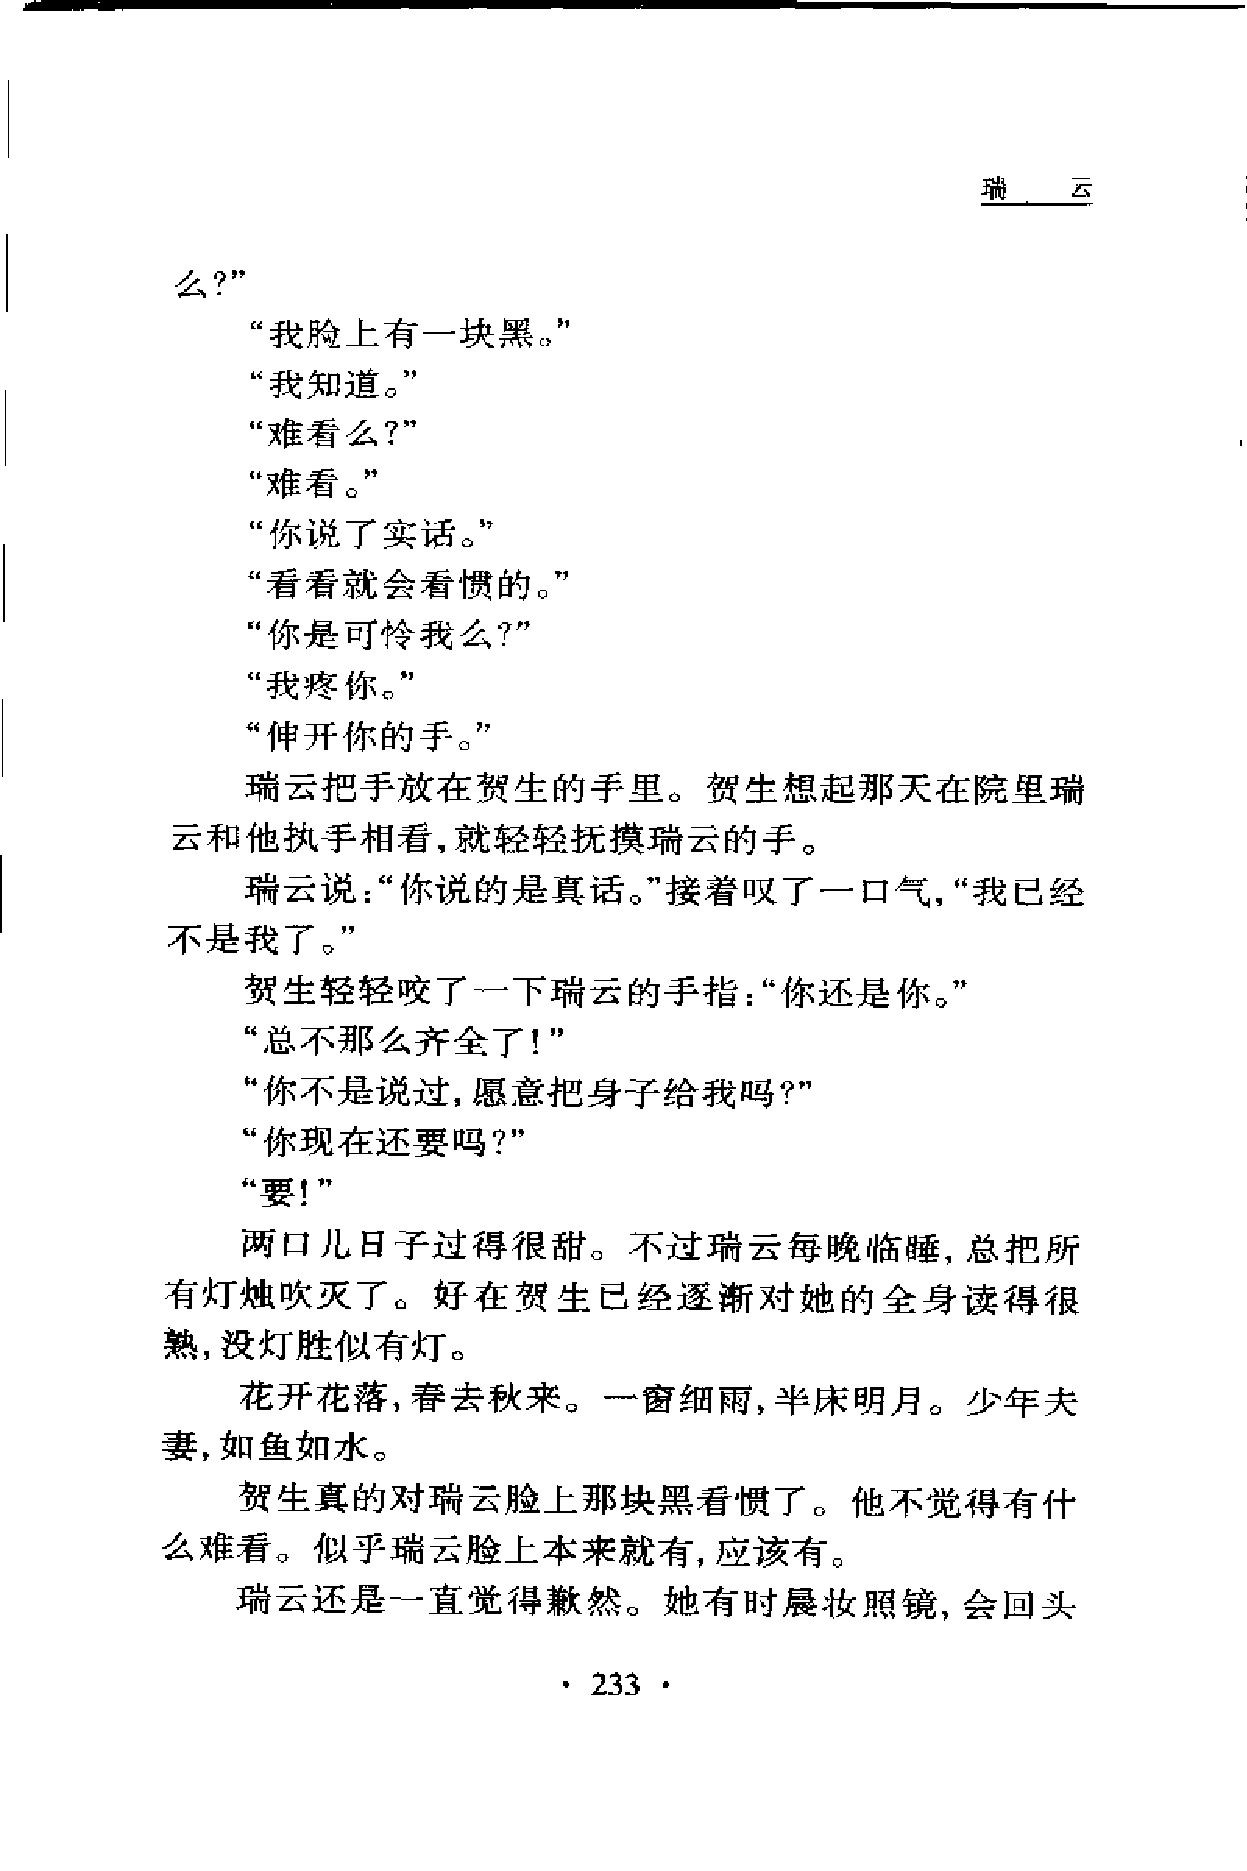 瑞　云
么?”
“我脸上有一块黑。”
“我知道。”
“难看么?”
“难看。”
“你说了实话。”
“看看就会看惯的。”
“你是可怜我么?”
“我疼你。”
“伸开你的手。”
瑞云把手放在贺生的手里。贺生想起那天在院里瑞
云和他执手相看,就轻轻抚摸瑞云的手。
瑞云说:“你说的是真话。”接着叹了一口气,“我已经
不是我了。”
贺生轻轻咬了一下瑞云的手指:“你还是你。”
“总不那么齐全了!”
“你不是说过,愿意把身子给我吗?”
“你现在还要吗?”
“要!”
两口儿日子过得很甜。不过瑞云每晚临睡,总把所
有灯烛吹灭了。好在贺生已经逐渐对她的全身读得很
熟,没灯胜似有灯。
花开花落,春去秋来。一窗细雨,半床明月。少年夫
妻,如鱼如水。
贺生真的对瑞云脸上那块黑看惯了。他不觉得有什
么难看。似乎瑞云脸上本来就有,应该有。
瑞云还是一直觉得歉然。她有时晨妆照镜,会回头
· 233 ·